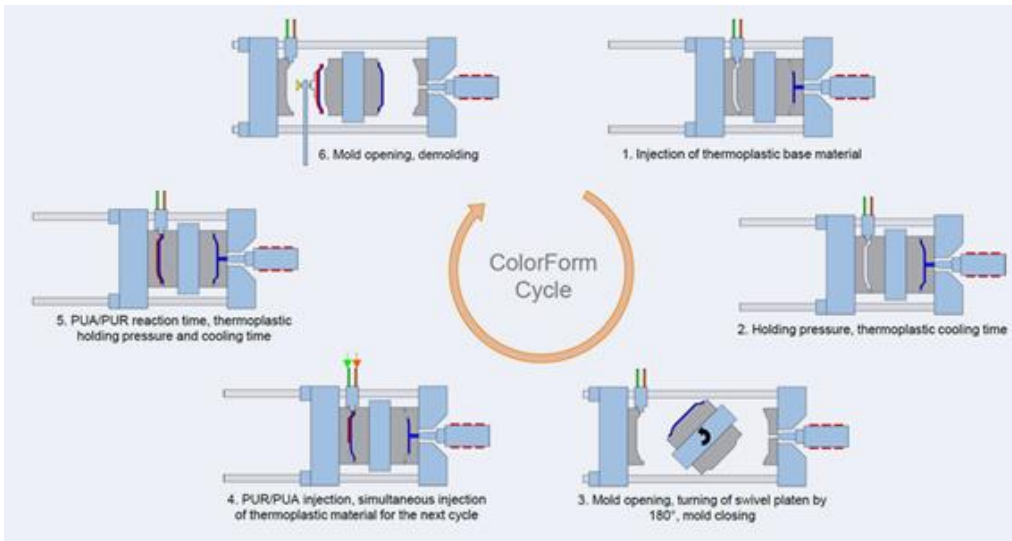 6. Mold opening, demolding
1. Injection of thermoplastic base material
ColorForm
Cycle
5. PUA/PUR reaction time, thermoplastic
holding pressure and cooling time
2. Holding pressure, thermoplastic cooling time
4. PUR/PUA injection, simultaneous injection
of thermoplastic material for the next cycle
3. Mold opening, turning of swivel platen by
180°, mold closing